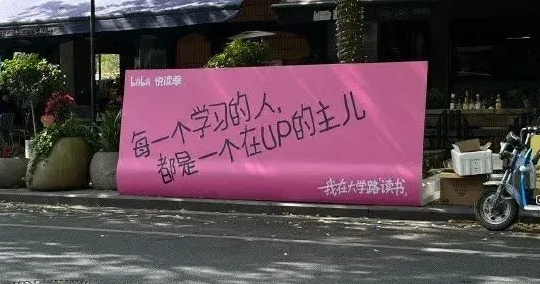 bilibili 悦读季
每一个学习的人,
都是一个在UP的主儿
我在大学路读书